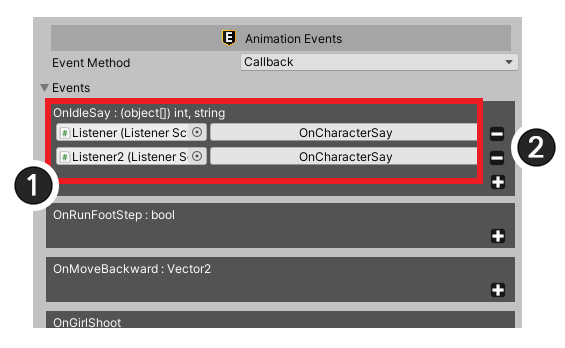 E Animation Events
Event Method Callback
Events
OnIdleSay : (object[]) int, string
# Listener (Listener Sc OnCharacterSay
# Listener2 (Listener S OnCharacterSay
1
2
OnRunFootStep : bool
OnMoveBackward : Vector2
OnGirlShoot